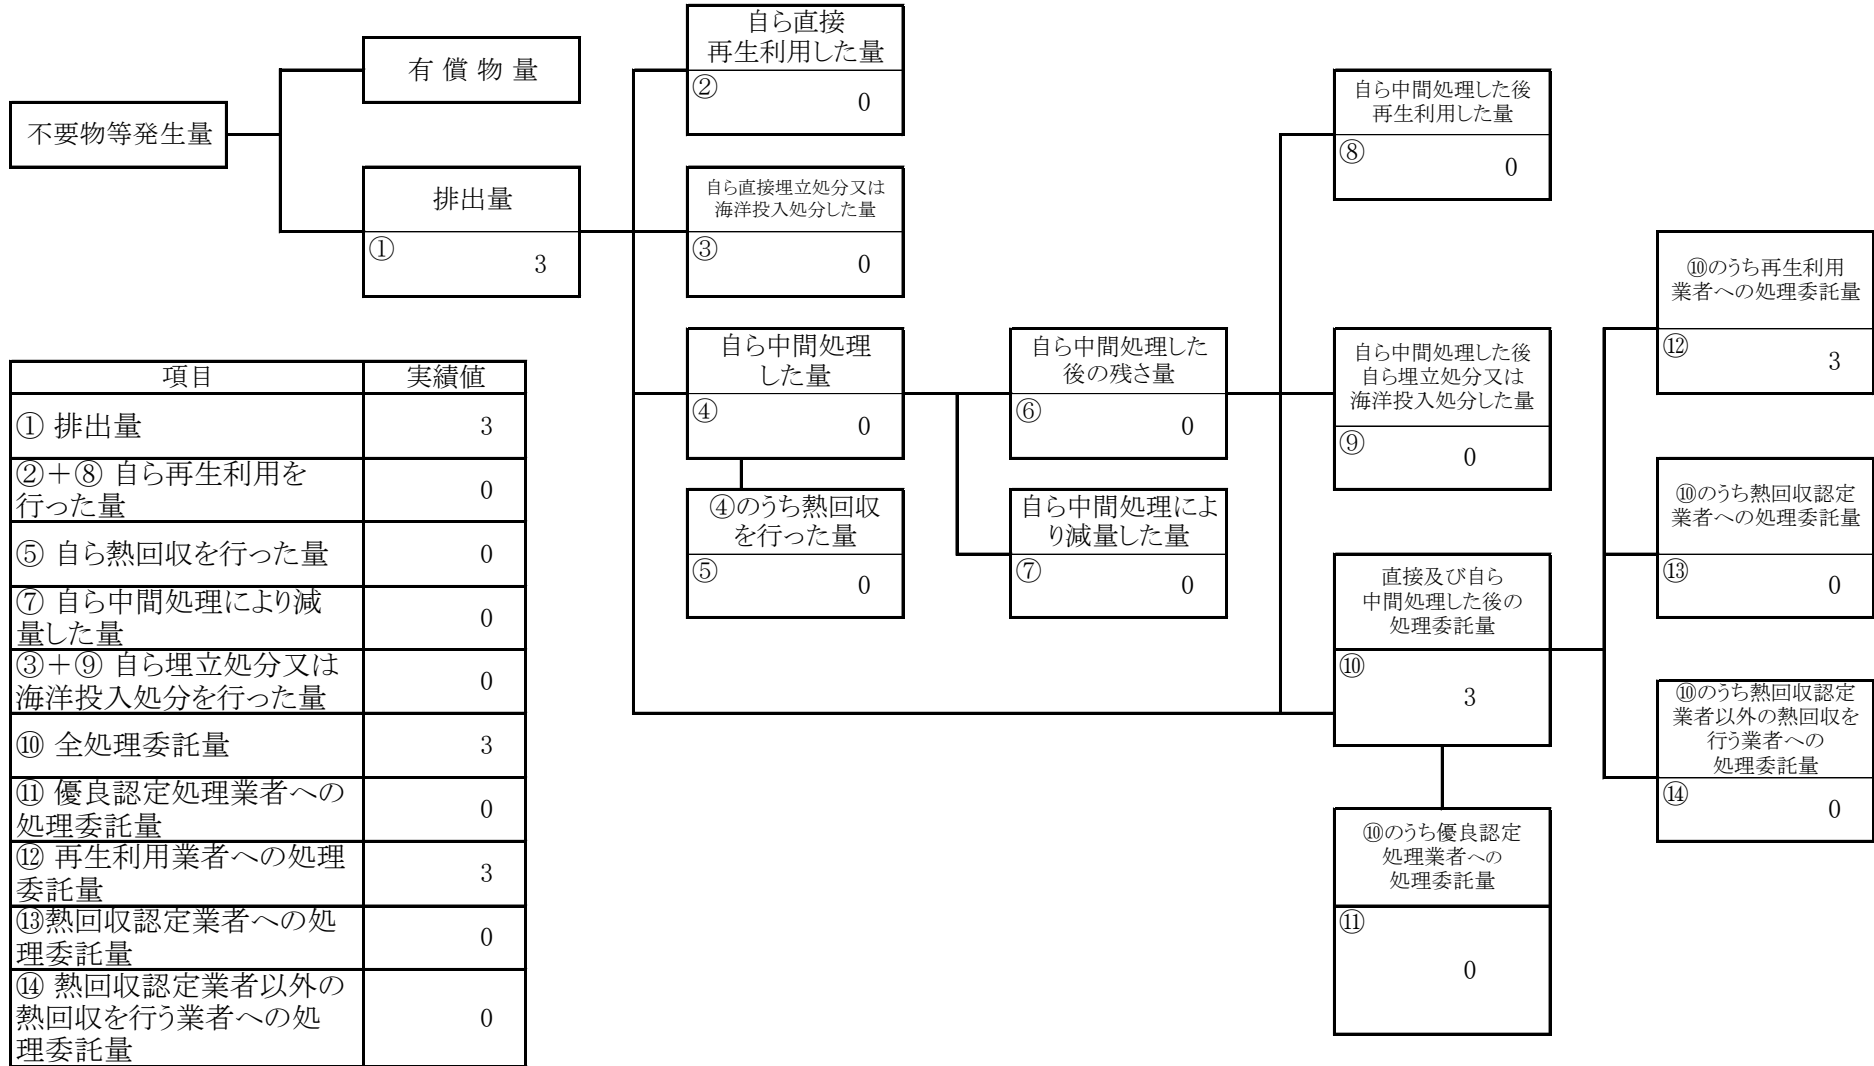 不要物等発生量
有 償 物 量
排出量
①
3
自ら直接
再生利用した量
②
0
自ら直接埋立処分又は
海洋投入処分した量
③
0
自ら中間処理
した量
④
0
④のうち熱回収
を行った量
⑤
0
自ら中間処理した
後の残さ量
⑥
0
自ら中間処理によ
り減量した量
⑦
0
自ら中間処理した後
再生利用した量
⑧
0
自ら中間処理した後
自ら埋立処分又は
海洋投入処分した量
⑨
0
直接及び自ら
中間処理した後の
処理委託量
⑩
3
⑩のうち優良認定
処理業者への
処理委託量
⑪
0
⑩のうち再生利用
業者への処理委託量
⑫
3
⑩のうち熱回収認定
業者への処理委託量
⑬
0
⑩のうち熱回収認定
業者以外の熱回収を
行う業者への
処理委託量
⑭
0
項目 実績値
① 排出量 3
②＋⑧ 自ら再生利用を
行った量 0
⑤ 自ら熱回収を行った量 0
⑦ 自ら中間処理により減
量した量 0
③＋⑨ 自ら埋立処分又は
海洋投入処分を行った量 0
⑩ 全処理委託量 3
⑪ 優良認定処理業者への
処理委託量 0
⑫ 再生利用業者への処理
委託量 3
⑬熱回収認定業者への処
理委託量 0
⑭ 熱回収認定業者以外の
熱回収を行う業者への処
理委託量 0